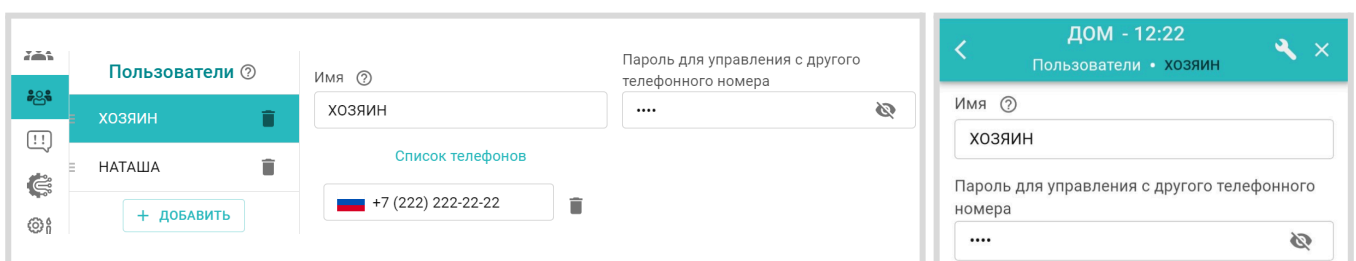 Пользователи
ХОЗЯИН
НАТАША
+ ДОБАВИТЬ
Имя
ХОЗЯИН
Пароль для управления с другого
телефонного номера
••••
Список телефонов
+7 (222) 222-22-22
ДОМ - 12:22
Пользователи • ХОЗЯИН
Имя
ХОЗЯИН
Пароль для управления с другого телефонного
номера
••••